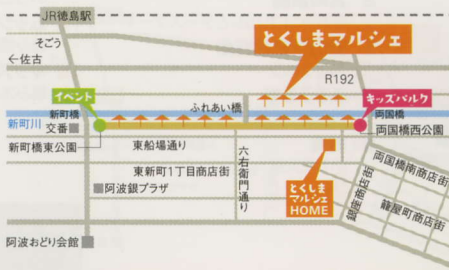 JR徳島駅
そごう
←佐古
とくしまマルシェ
R192
イベント
ふれあい橋
キッズパルク
新町橋
両国橋
新町川
交番
両国橋西公園
新町橋東公園
東船場通り
六右衛門通り
両国橋南商店街
東新町1丁目商店街
阿波銀プラザ
とくしま
マルシェ
HOME
銀座商店街
籠屋町商店街
阿波おどり会館